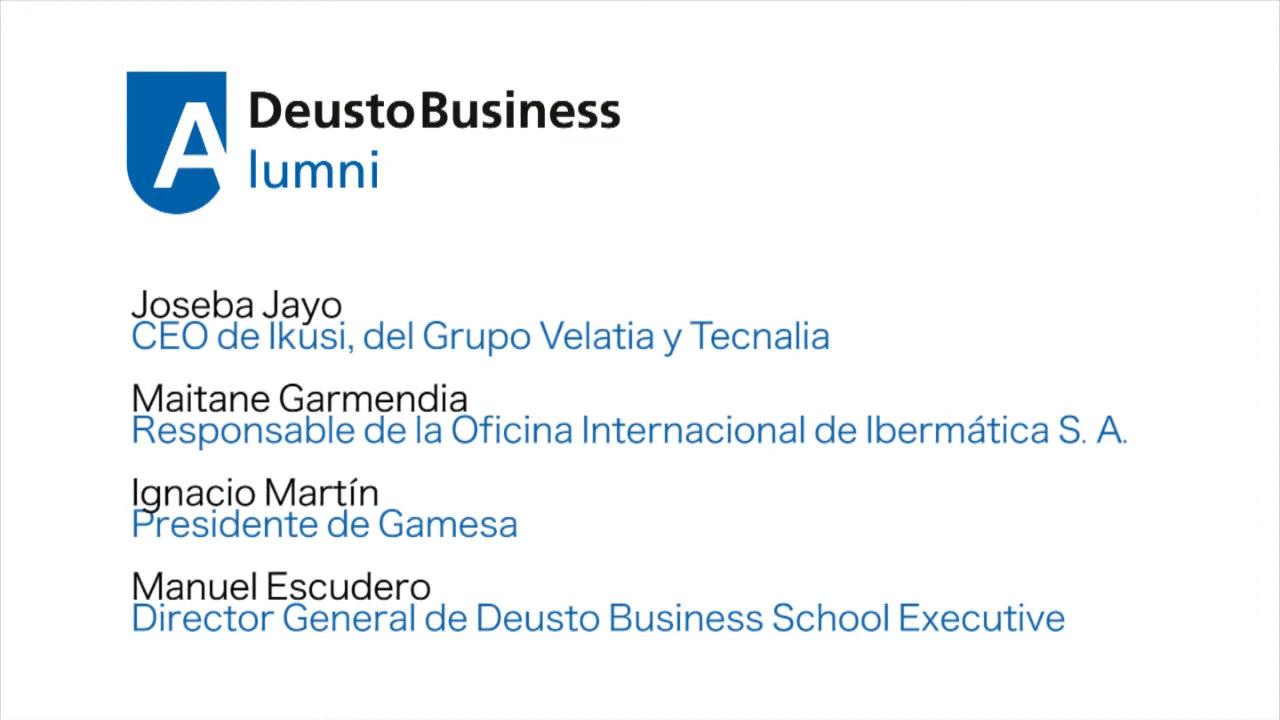 DeustoBusiness
Alumni
Joseba Jayo
CEO de Ikusi, del Grupo Velatia y Tecnalia
Maitane Garmendia
Responsable de la Oficina Internacional de Ibermática S. A.
Ignacio Martín
Presidente de Gamesa
Manuel Escudero
Director General de Deusto Business School Executive